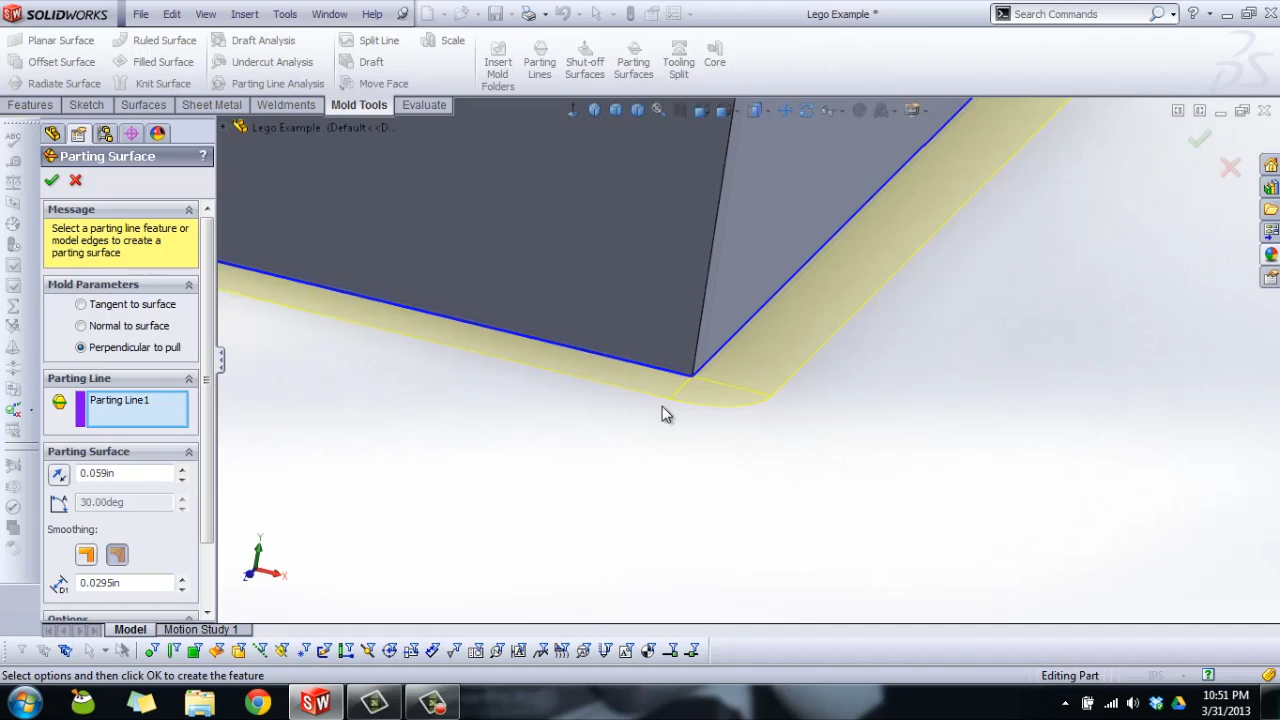 SOLIDWORKS
File Edit View Insert Tools Window Help
Lego Example *
Search Commands
Planar Surface Ruled Surface Draft Analysis Split Line Scale
Offset Surface Filled Surface Undercut Analysis Draft
Radiate Surface Knit Surface Parting Line Analysis Move Face
Insert Mold Folders
Parting Lines
Shut-off Surfaces
Parting Surfaces
Tooling Split
Core
Features Sketch Surfaces Sheet Metal Weldments Mold Tools Evaluate
Lego Example (Default<<D...
Parting Surface ?
Message
Select a parting line feature or
model edges to create a
parting surface
Mold Parameters
Tangent to surface
Normal to surface
Perpendicular to pull
Parting Line
Parting Line1
Parting Surface
0.059in
30.00deg
Smoothing:
D1
0.0295in
Options
Y
X
Z
Model Motion Study 1
Select options and then click OK to create the feature
Editing Part
IPS
10:51 PM
3/31/2013